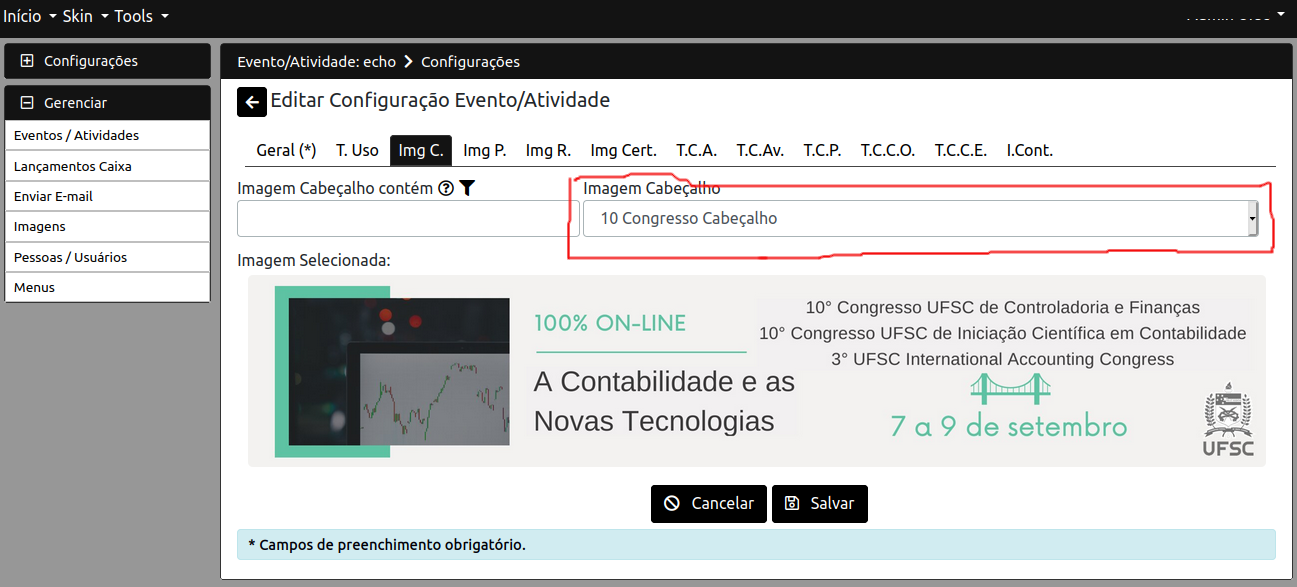 Início Skin Tools
Configurações
Gerenciar
Eventos / Atividades
Lançamentos Caixa
Enviar E-mail
Imagens
Pessoas / Usuários
Menus
Evento/Atividade: echo Configurações
Editar Configuração Evento/Atividade
Geral (*) T. Uso Img C. Img P. Img R. Img Cert. T.C.A. T.C.Av. T.C.P. T.C.C.O. T.C.C.E. I.Cont.
Imagem Cabeçalho contém
Imagem Cabeçalho
10 Congresso Cabeçalho
Imagem Selecionada:
100% ON-LINE
A Contabilidade e as
Novas Tecnologias
10° Congresso UFSC de Controladoria e Finanças
10° Congresso UFSC de Iniciação Científica em Contabilidade
3° UFSC International Accounting Congress
7 a 9 de setembro
UFSC
Cancelar Salvar
* Campos de preenchimento obrigatório.